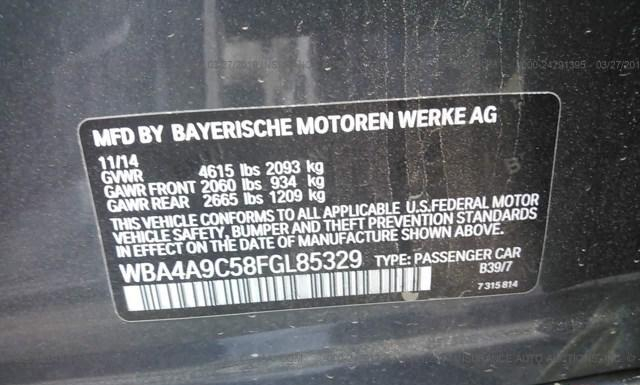 MFD BY BAYERISCHE MOTOREN WERKE AG
11/14
GVWR 4615 lbs 2093 kg
GAWR FRONT 2060 lbs 934 kg
GAWR REAR 2665 lbs 1209 kg
THIS VEHICLE CONFORMS TO ALL APPLICABLE U.S.FEDERAL MOTOR
VEHICLE SAFETY, BUMPER AND THEFT PREVENTION STANDARDS
IN EFFECT ON THE DATE OF MANUFACTURE SHOWN ABOVE.
WBA4A9C58FGL85329 TYPE: PASSENGER CAR
B39/7
7 315 814